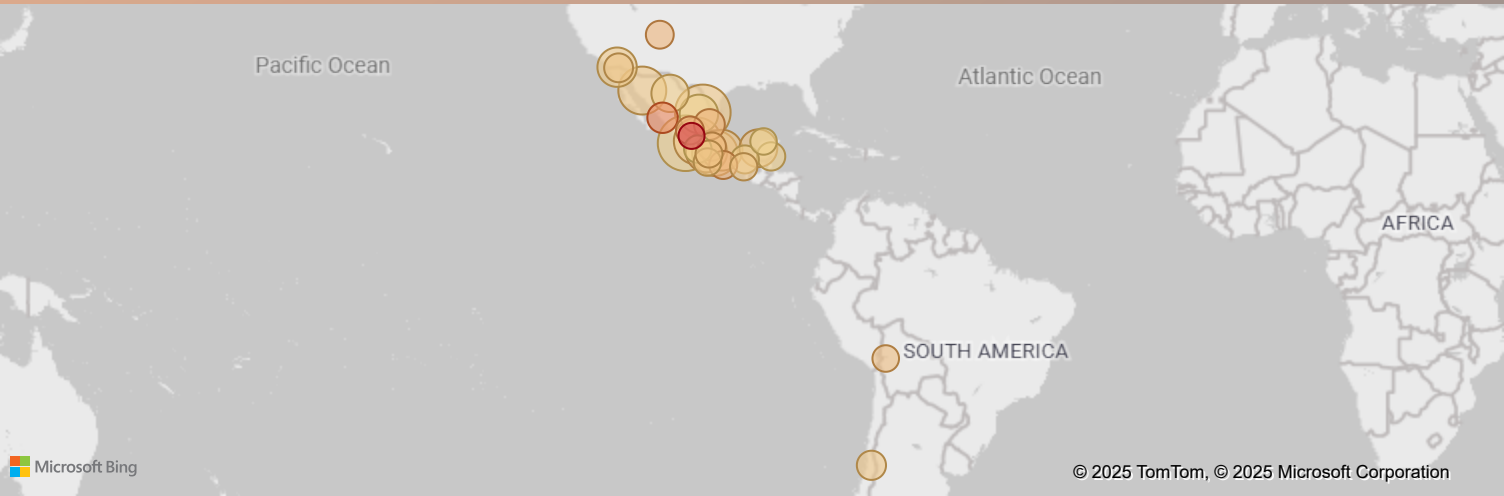 Pacific Ocean
Atlantic Ocean
AFRICA
SOUTH AMERICA
Microsoft Bing
© 2025 TomTom, © 2025 Microsoft Corporation